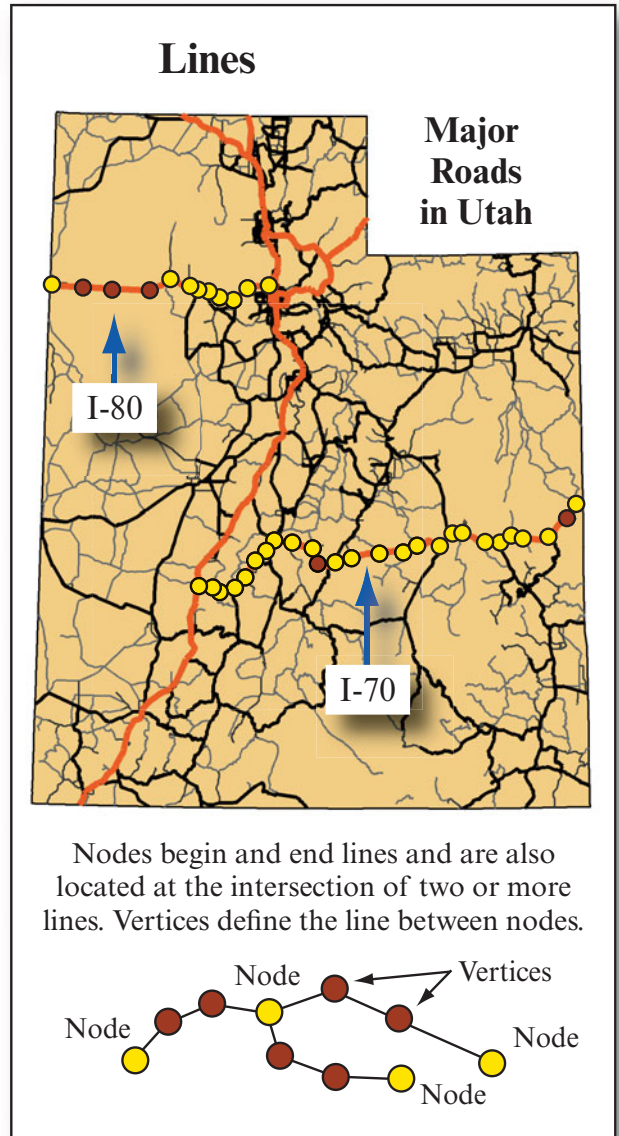 Lines
Major
Roads
in Utah
I-80
I-70
Nodes begin and end lines and are also
located at the intersection of two or more
lines. Vertices define the line between nodes.
Node
Vertices
Node
Node
Node